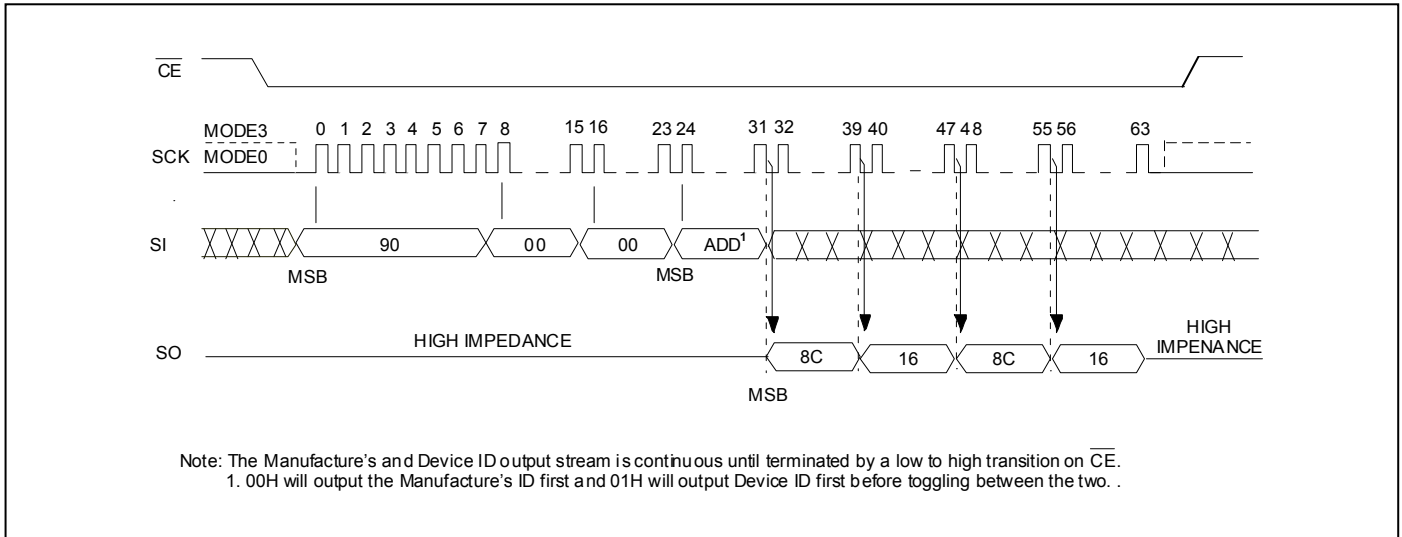 CE
MODE3 0 1 2 3 4 5 6 7 8 15 16 23 24 31 32 39 40 47 48 55 56 63
SCK MODE0
SI 90 00 00 ADD1
MSB MSB
HIGH IMPEDANCE HIGH
SO 8C 16 8C 16 IMPENANCE
MSB
Note: The Manufacture's and Device ID output stream is continuous until terminated by a low to high transition on CE.
1. 00H will output the Manufacture's ID first and 01H will output Device ID first before toggling between the two. .